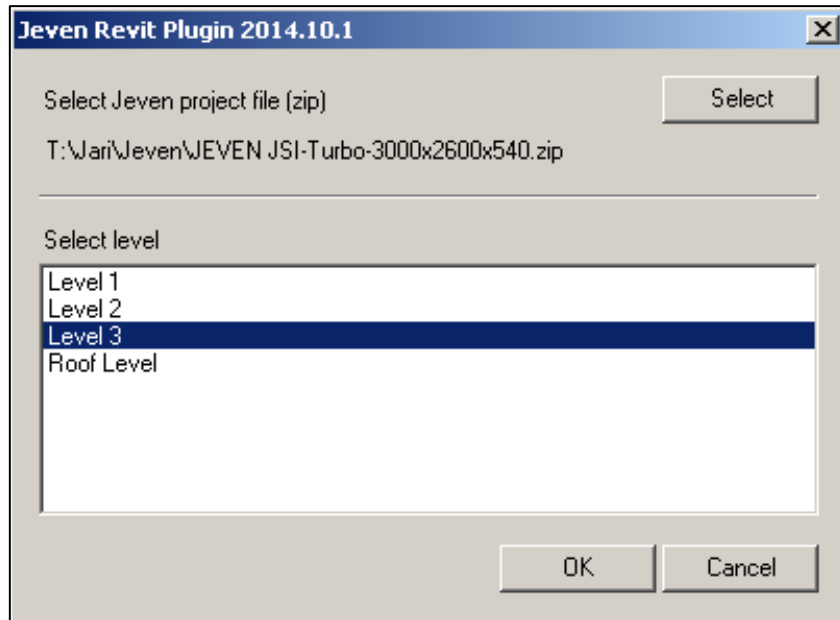 Jeven Revit Plugin 2014.10.1
Select Jeven project file (zip)
Select
T:\Jari\Jeven\JEVEN JSI-Turbo-3000x2600x540.zip
Select level
Level 1
Level 2
Level 3
Roof Level
OK
Cancel